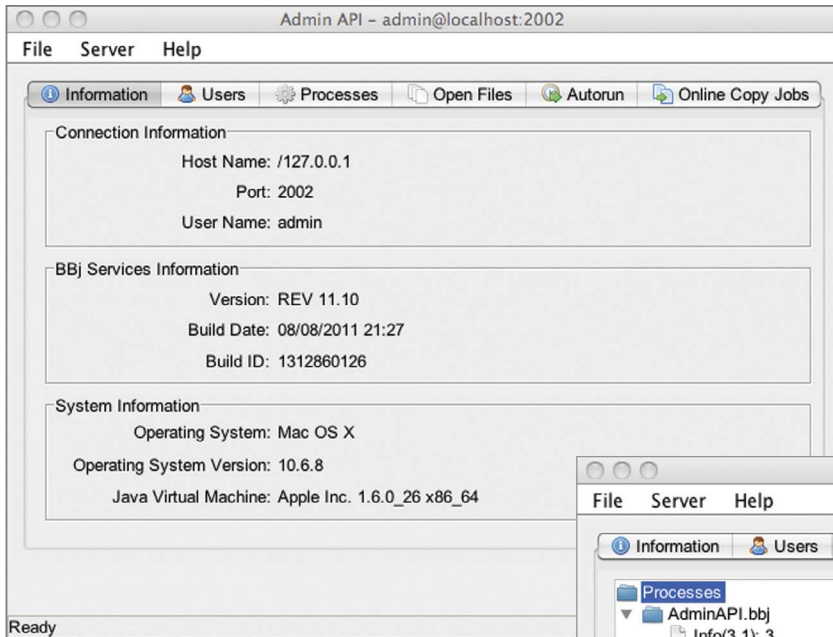 Admin API – admin@localhost:2002
File Server Help
Information Users Processes Open Files Autorun Online Copy Jobs
Connection Information
Host Name: /127.0.0.1
Port: 2002
User Name: admin
BBj Services Information
Version: REV 11.10
Build Date: 08/08/2011 21:27
Build ID: 1312860126
System Information
Operating System: Mac OS X
Operating System Version: 10.6.8
Java Virtual Machine: Apple Inc. 1.6.0_26 x86_64
Ready
File Server Help
Information Users
Processes
AdminAPI.bbj
Info(3,1): 3